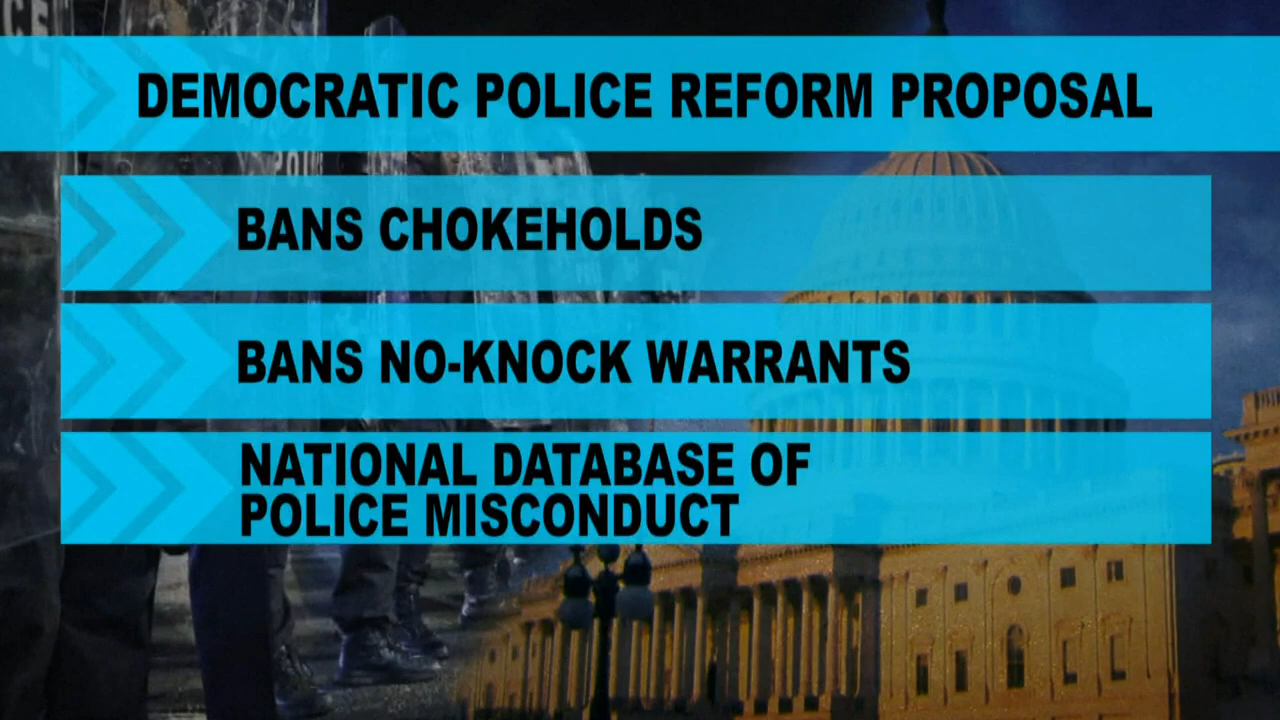 DEMOCRATIC POLICE REFORM PROPOSAL
BANS CHOKEHOLDS
BANS NO-KNOCK WARRANTS
NATIONAL DATABASE OF
POLICE MISCONDUCT